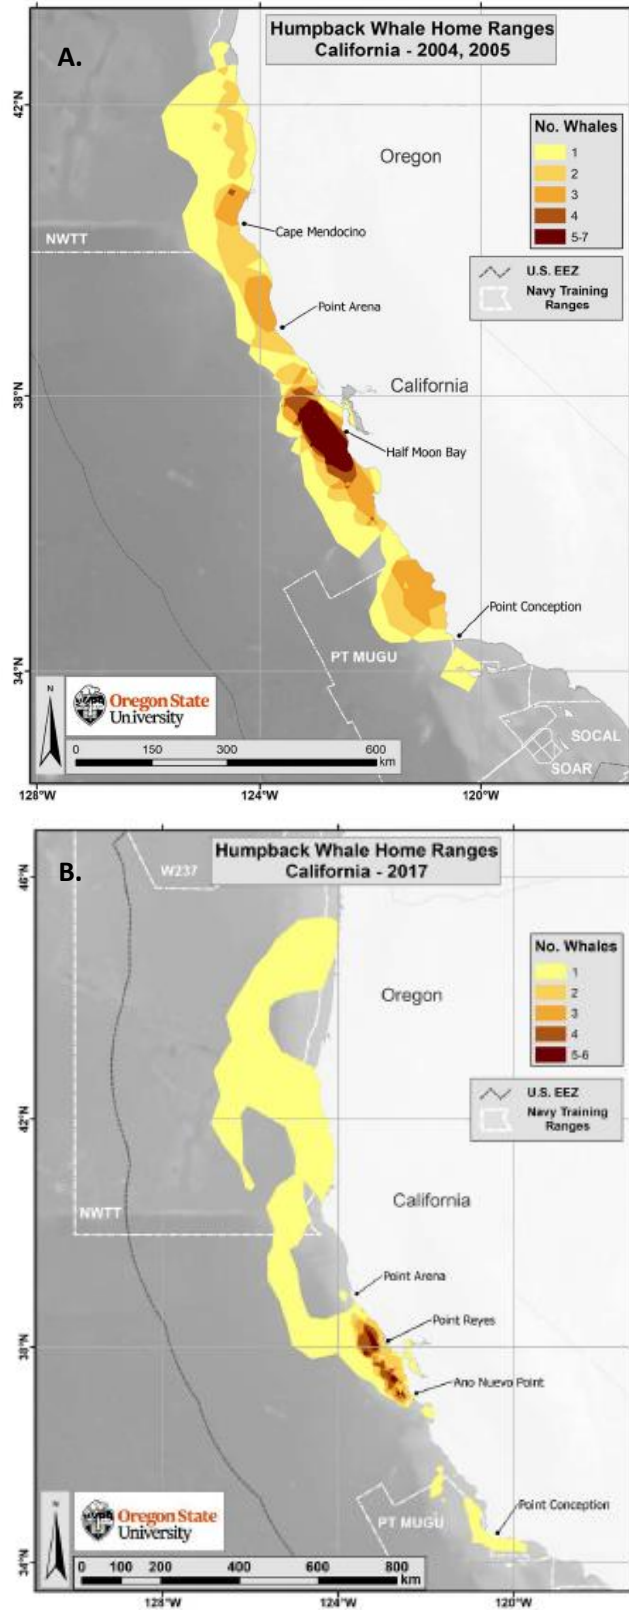 A.
Humpback Whale Home Ranges
California - 2004, 2005
42°N
No. Whales
1
2
3
4
5-7
Oregon
Cape Mendocino
NWTT
U.S. EEZ
Navy Training
Ranges
Point Arena
California
38°N
Half Moon Bay
Point Conception
PT MUGU
34°N
N
Oregon State
University
SOCAL
SOAR
0 150 300 600
km
128°W 124°W 120°W
B.
W237
Humpback Whale Home Ranges
California - 2017
46°N
No. Whales
1
2
3
4
5-6
Oregon
U.S. EEZ
Navy Training
Ranges
42°N
California
NWTT
Point Arena
Point Reyes
38°N
Ano Nuevo Point
N
Oregon State
University
Point Conception
PT MUGU
34°N
0 100 200 400 600 800
km
128°W 124°W 120°W